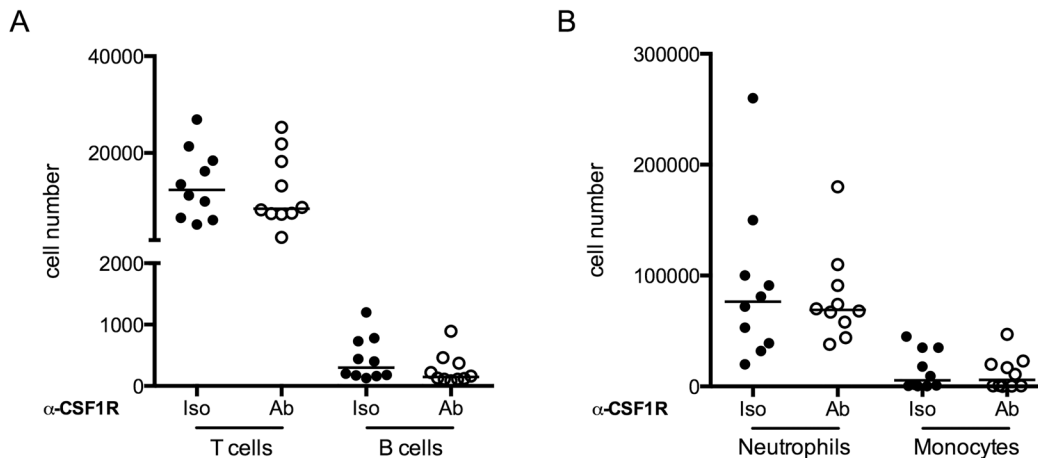 A
cell number
40000
20000
2000
1000
0
α-CSF1R
Iso
Ab
Iso
Ab
T cells
B cells
B
cell number
300000
200000
100000
0
α-CSF1R
Iso
Ab
Iso
Ab
Neutrophils
Monocytes